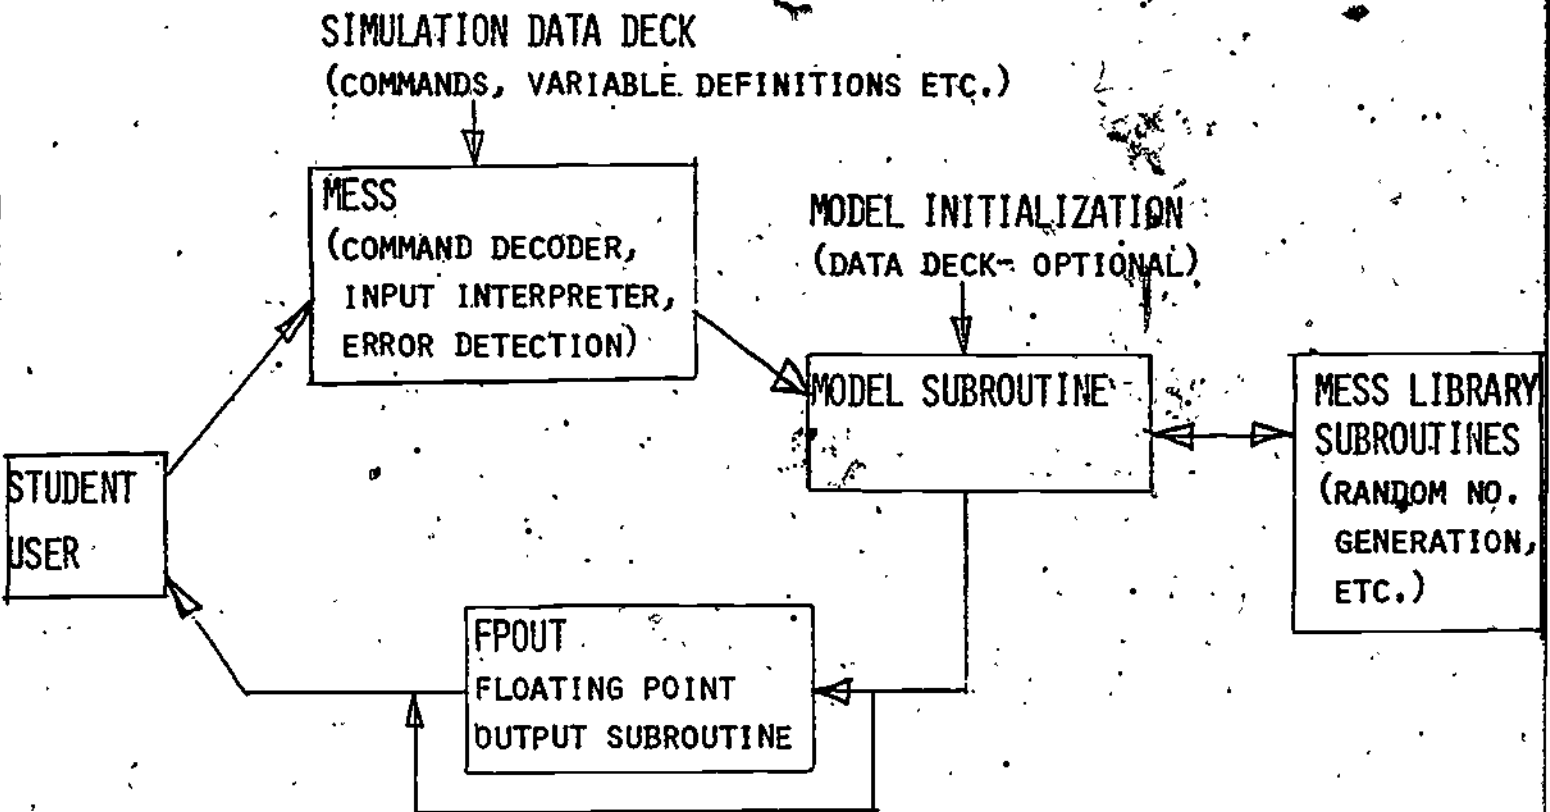 SIMULATION DATA DECK
(COMMANDS, VARIABLE DEFINITIONS ETC.)
MESS
(COMMAND DECODER,
INPUT INTERPRETER,
ERROR DETECTION)
MODEL INITIALIZATION
(DATA DECK- OPTIONAL)
MODEL SUBROUTINE
MESS LIBRARY
SUBROUTINES
(RANDOM NO.
GENERATION,
ETC.)
STUDENT
USER
FPOUT
FLOATING POINT
OUTPUT SUBROUTINE